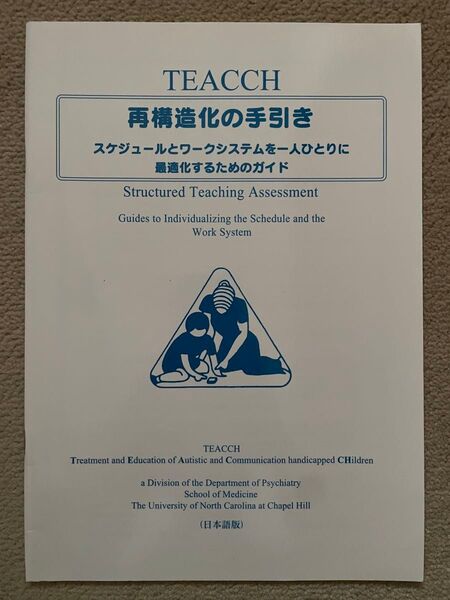 TEACCH
再構造化の手引き
スケジュールとワークシステムを一人ひとりに
最適化するためのガイド
Structured Teaching Assessment
Guides to Individualizing the Schedule and the
Work System
TEACCH
Treatment and Education of Autistic and Communication handicapped CHildren
a Division of the Department of Psychiatry
School of Medicine
The University of North Carolina at Chapel Hill
(日本語版)